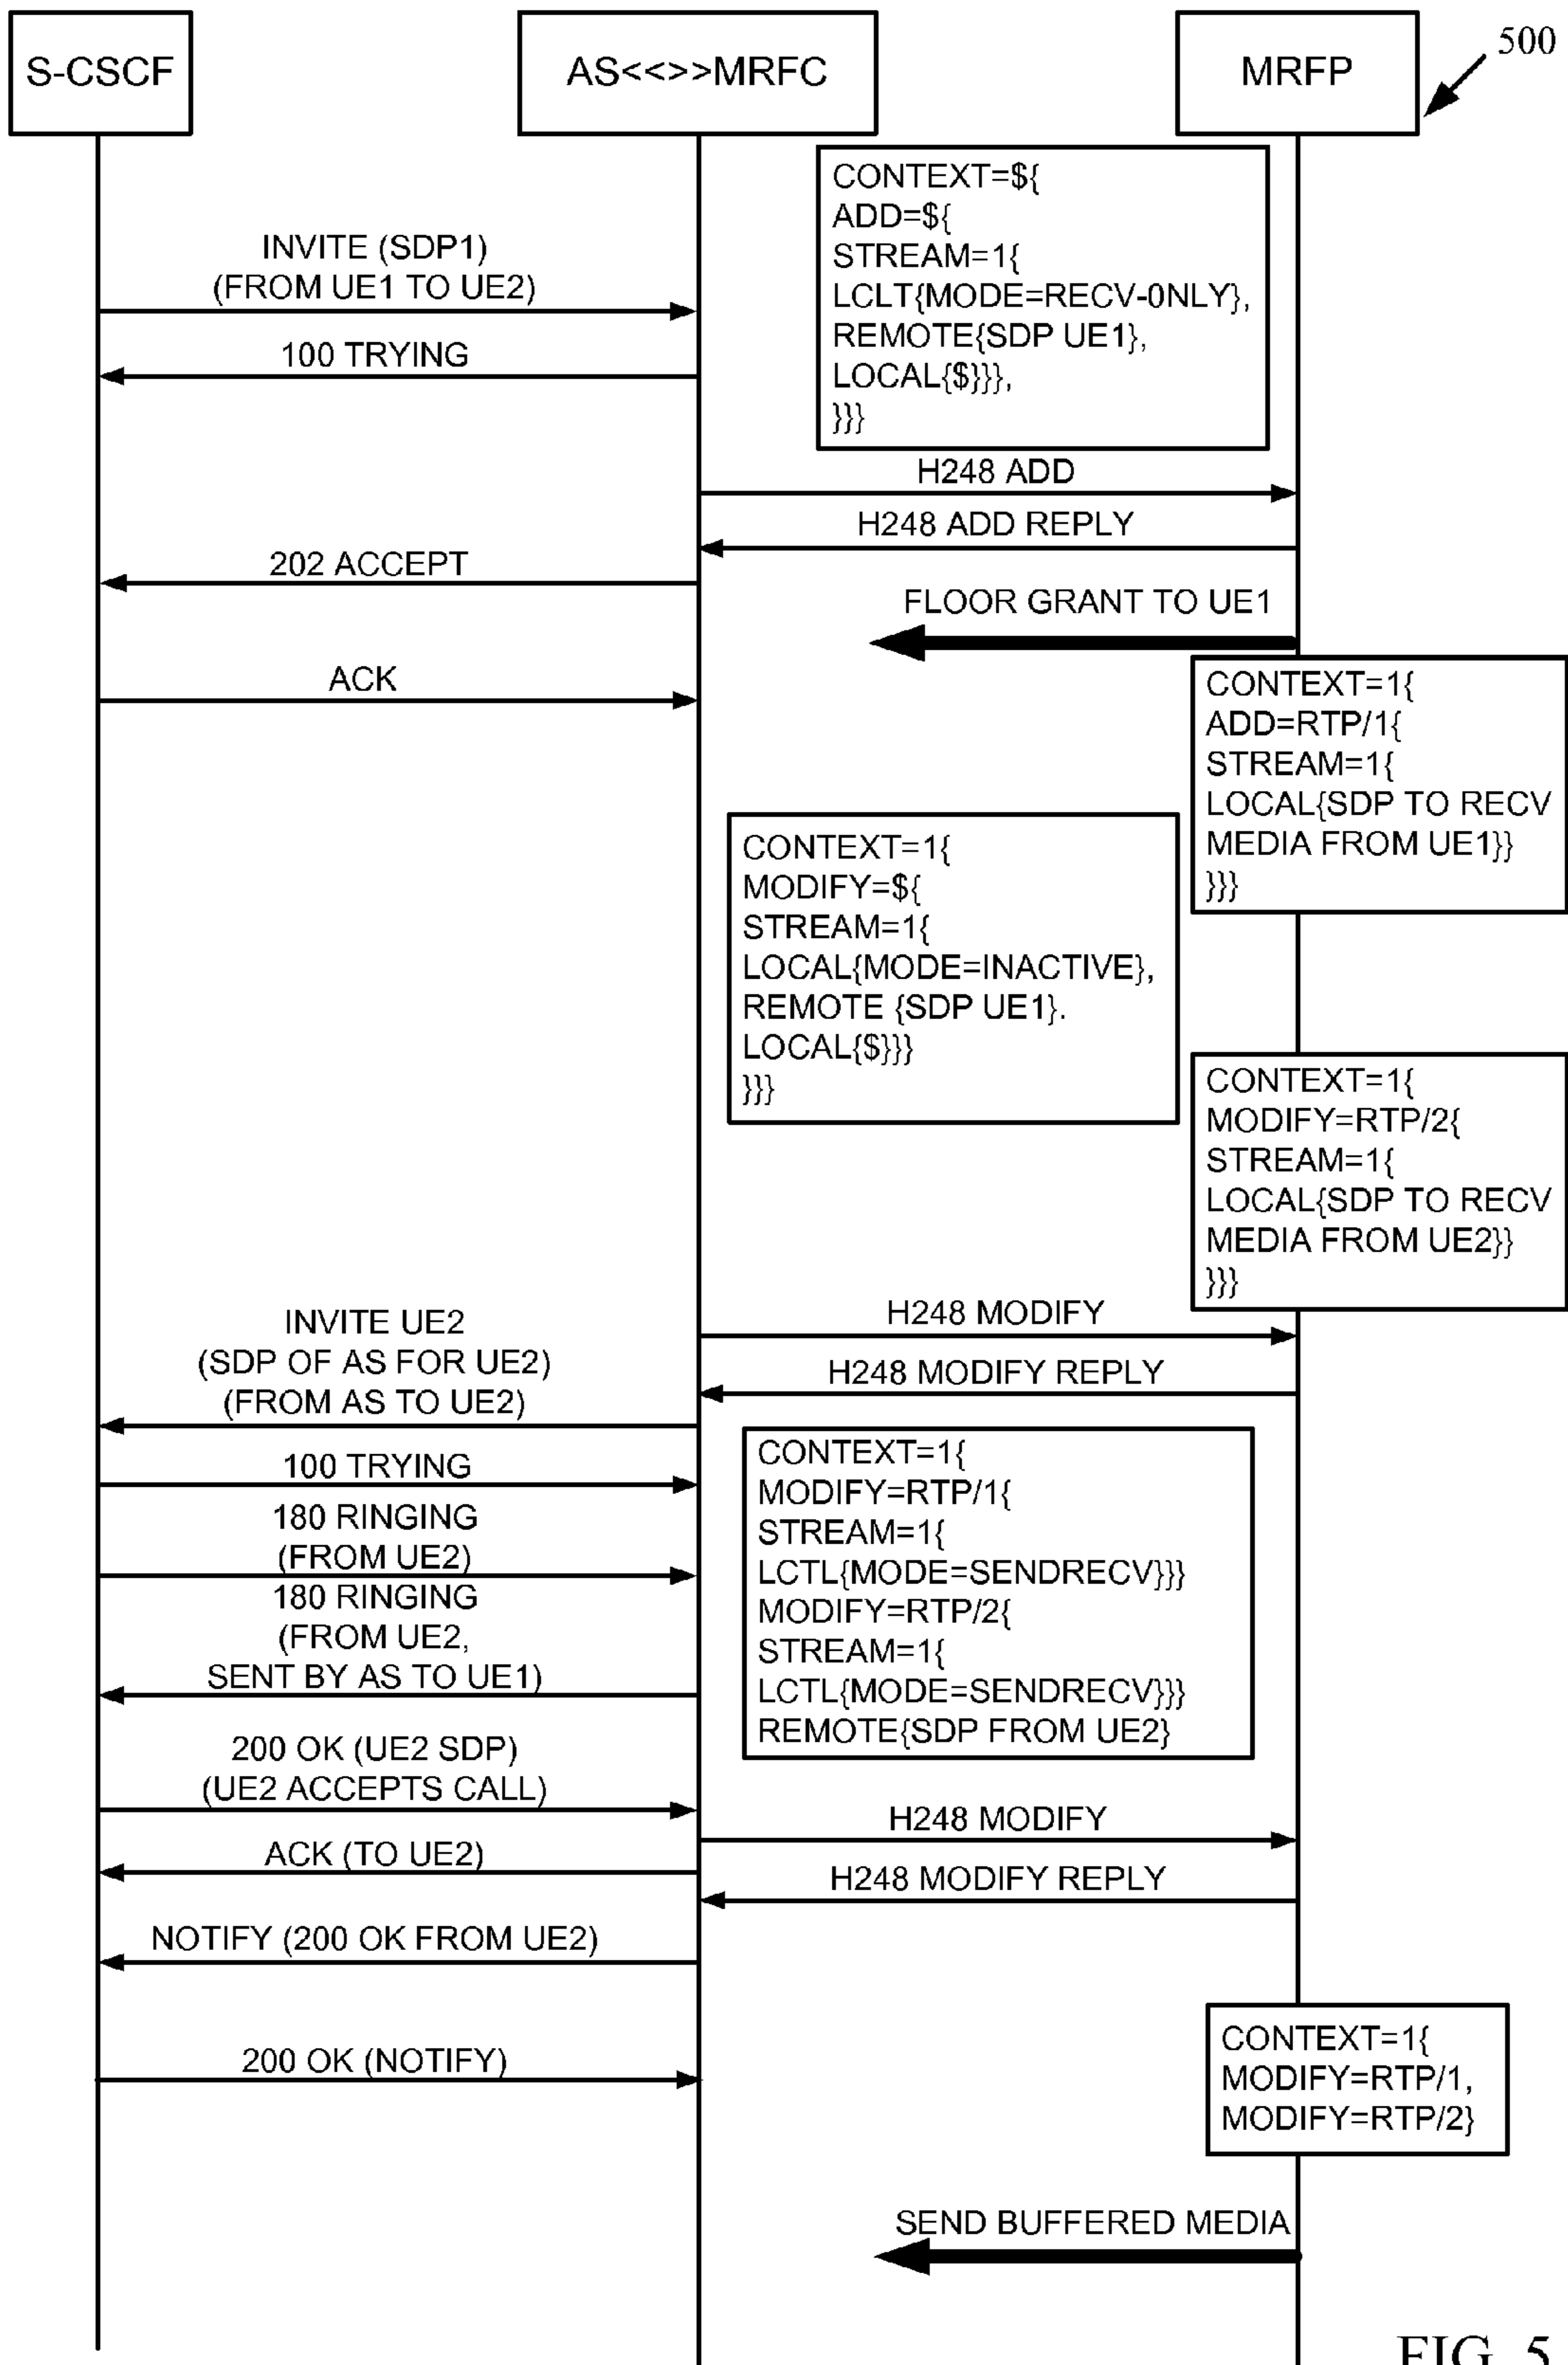 S-CSCF
AS<<>>MRFC
MRFP
500
CONTEXT=${
ADD=${
STREAM=1{
LCLT{MODE=RECV-0NLY},
REMOTE{SDP UE1},
LOCAL{$}}},
}}}
INVITE (SDP1)
(FROM UE1 TO UE2)
100 TRYING
H248 ADD
H248 ADD REPLY
202 ACCEPT
FLOOR GRANT TO UE1
ACK
CONTEXT=1{
ADD=RTP/1{
STREAM=1{
LOCAL{SDP TO RECV
MEDIA FROM UE1}}
}}}
CONTEXT=1{
MODIFY=${
STREAM=1{
LOCAL{MODE=INACTIVE},
REMOTE {SDP UE1}.
LOCAL{$}}}
}}}
CONTEXT=1{
MODIFY=RTP/2{
STREAM=1{
LOCAL{SDP TO RECV
MEDIA FROM UE2}}
}}}
H248 MODIFY
INVITE UE2
(SDP OF AS FOR UE2)
(FROM AS TO UE2)
H248 MODIFY REPLY
100 TRYING
180 RINGING
(FROM UE2)
180 RINGING
(FROM UE2,
SENT BY AS TO UE1)
CONTEXT=1{
MODIFY=RTP/1{
STREAM=1{
LCTL{MODE=SENDRECV}}}
MODIFY=RTP/2{
STREAM=1{
LCTL{MODE=SENDRECV}}}
REMOTE{SDP FROM UE2}
200 OK (UE2 SDP)
(UE2 ACCEPTS CALL)
H248 MODIFY
ACK (TO UE2)
H248 MODIFY REPLY
NOTIFY (200 OK FROM UE2)
200 OK (NOTIFY)
CONTEXT=1{
MODIFY=RTP/1,
MODIFY=RTP/2}
SEND BUFFERED MEDIA
FIG. 5